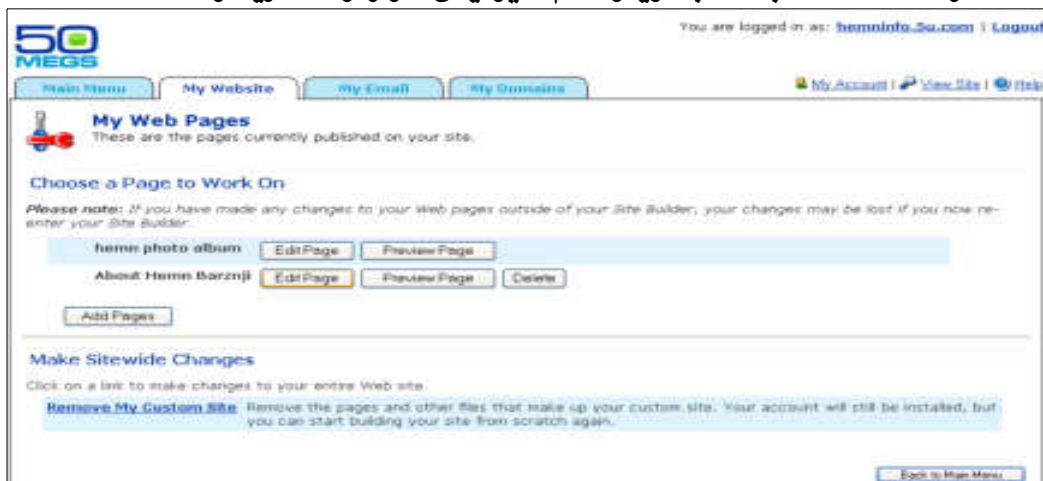 50
MEGS
You are logged in as: hemninfo.5u.com | Logout
Main Menu My Website My Email My Domains
My Account | View Site | Help
My Web Pages
These are the pages currently published on your site.
Choose a Page to Work On
Please note: If you have made any changes to your Web pages outside of your Site Builder, your changes may be lost if you now re-
enter your Site Builder.
hemn photo album Edit Page Preview Page
About Hemn Barznji Edit Page Preview Page Delete
Add Pages
Make Sitewide Changes
Click on a link to make changes to your entire Web site.
Remove My Custom Site Remove the pages and other files that make up your custom site. Your account will still be installed, but
you can start building your site from scratch again.
Back to Main Menu